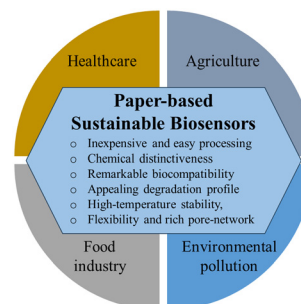 Healthcare
Agriculture
Paper-based
Sustainable Biosensors
○ Inexpensive and easy processing
○ Chemical distinctiveness
○ Remarkable biocompatibility
○ Appealing degradation profile
○ High-temperature stability,
○ Flexibility and rich pore-network
Food
industry
Environmental
pollution